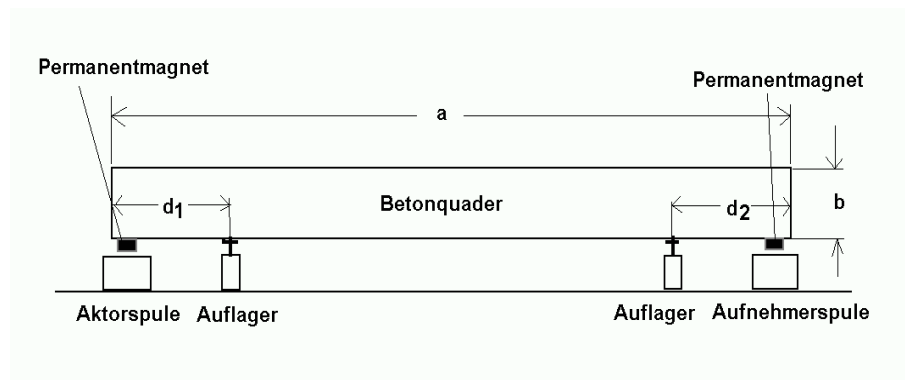 Permanentmagnet
Permanentmagnet
a
d1
Betonquader
d2
b
Aktorspule Auflager
Auflager Aufnehmerspule